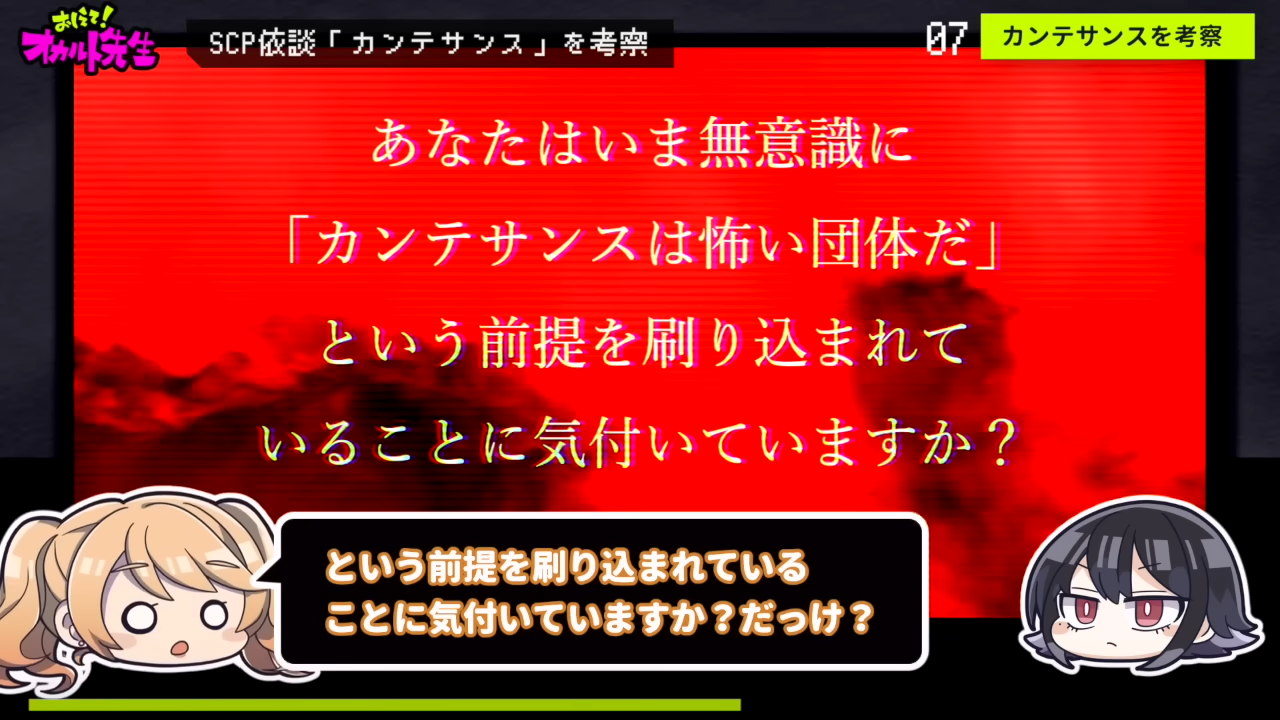 おしえて!
オカルト先生
SCP依談「カンテサンス」を考察
07
カンテサンスを考察
あなたはいま無意識に
「カンテサンスは怖い団体だ」
という前提を刷り込まれて
いることに気付いていますか？
という前提を刷り込まれている
ことに気付いていますか？だっけ？